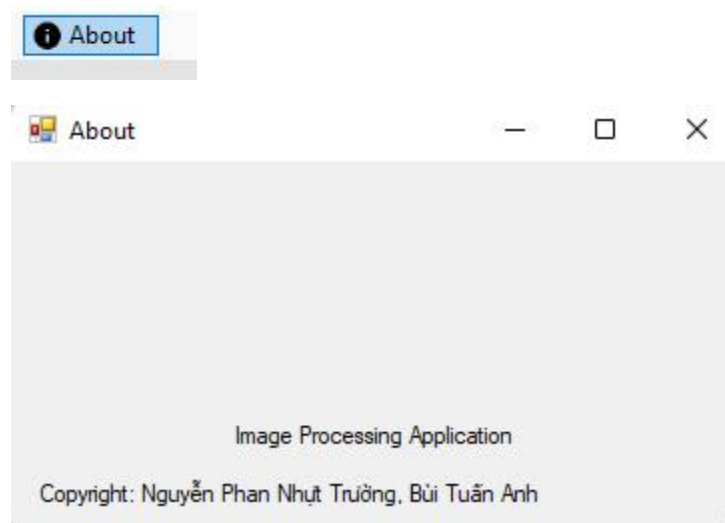 About
About
Image Processing Application
Copyright: Nguyễn Phan Nhựt Trường, Bùi Tuấn Anh